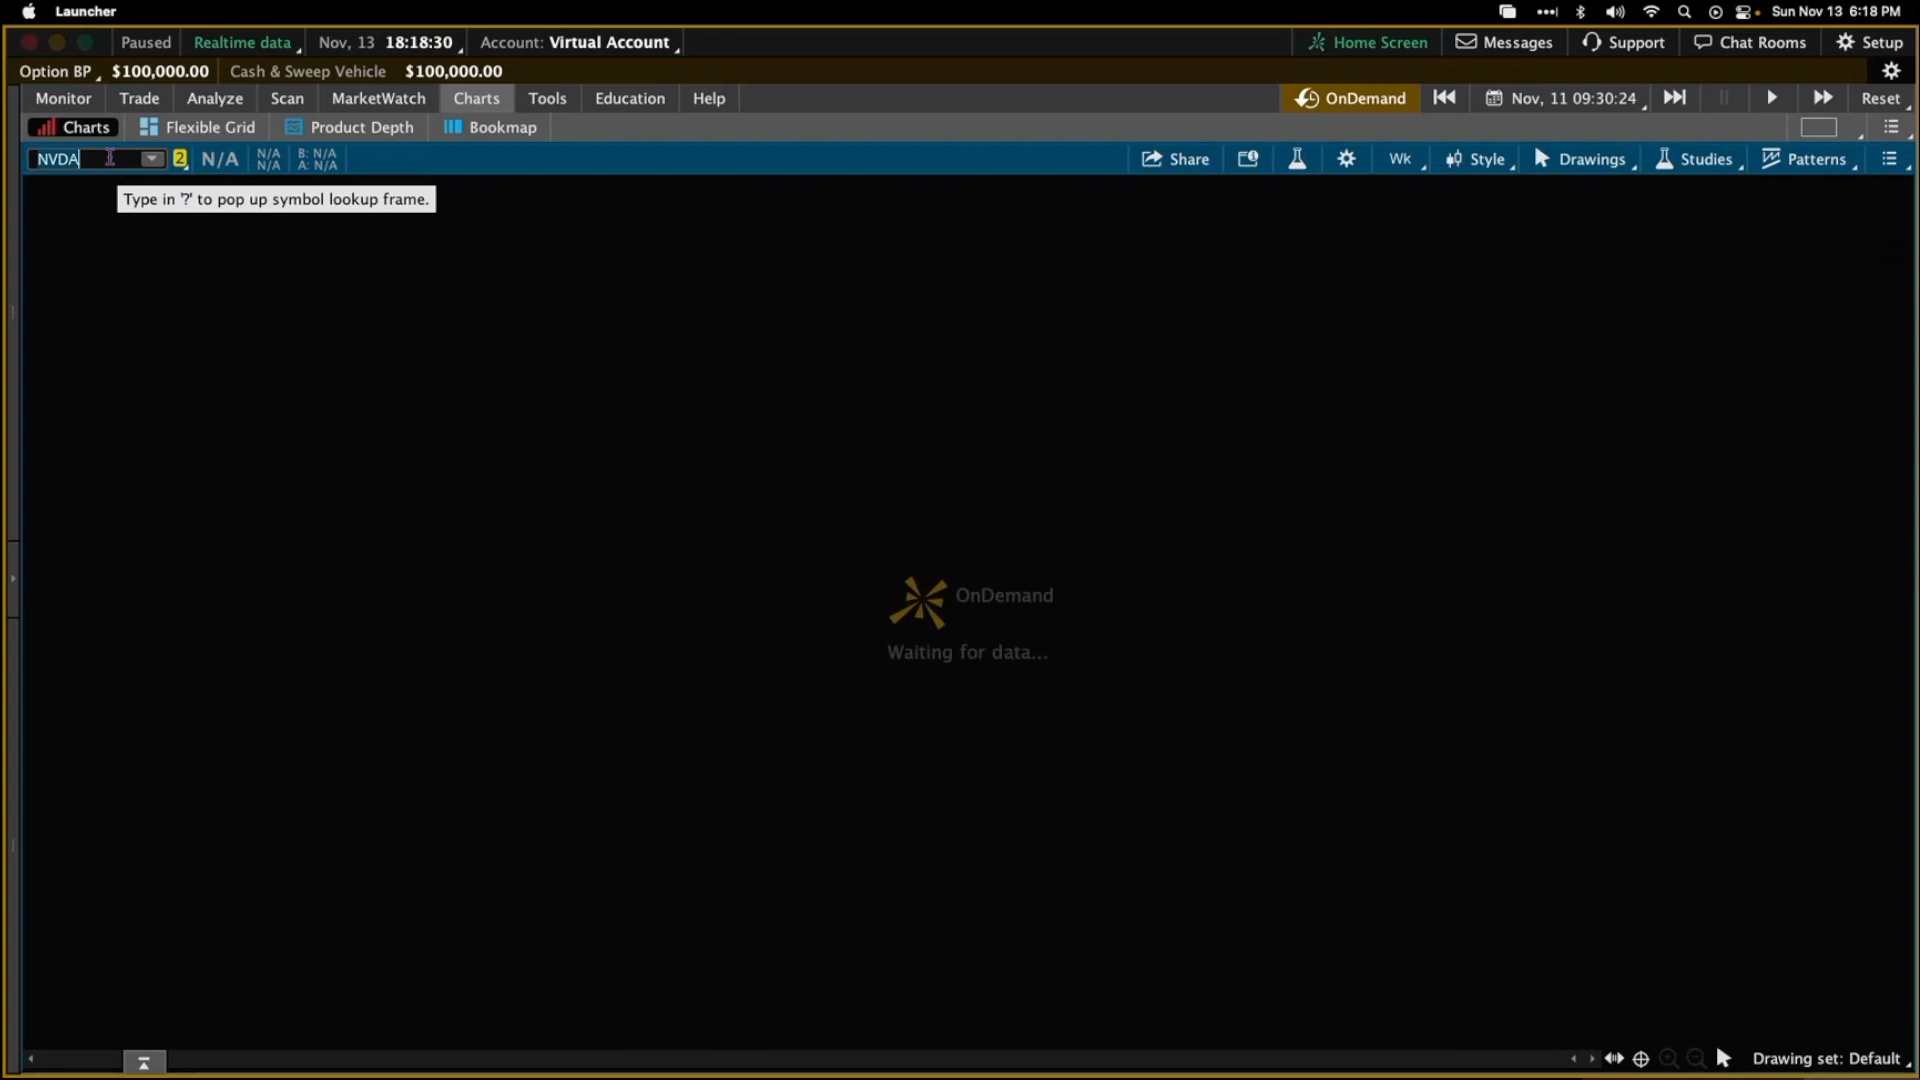 Launcher
Sun Nov 13 6:18 PM
Paused Realtime data Nov, 13 18:18:30 Account: Virtual Account Home Screen Messages Support Chat Rooms Setup
Option BP $100,000.00 Cash & Sweep Vehicle $100,000.00
Monitor Trade Analyze Scan MarketWatch Charts Tools Education Help OnDemand Nov, 11 09:30:24 Reset
Charts Flexible Grid Product Depth Bookmap
NVDA 2 N/A N/A B: N/A Share Wk Style Drawings Studies Patterns
N/A A: N/A
Type in '?' to pop up symbol lookup frame.
OnDemand
Waiting for data...
Drawing set: Default